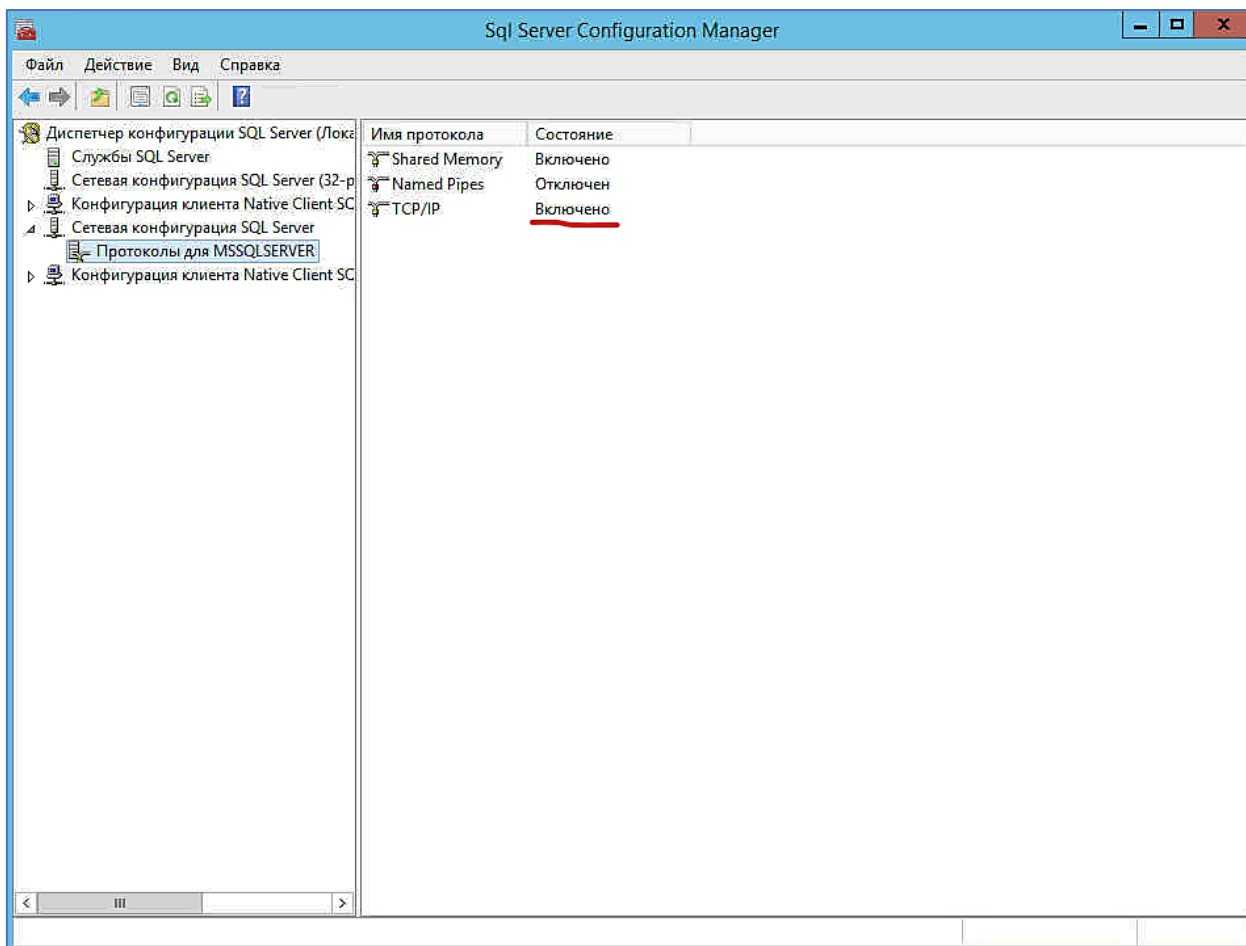 Sql Server Configuration Manager
Файл Действие Вид Справка
Диспетчер конфигурации SQL Server (Лока
Службы SQL Server
Сетевая конфигурация SQL Server (32-р
Конфигурация клиента Native Client SC
Сетевая конфигурация SQL Server
Протоколы для MSSQLSERVER
Конфигурация клиента Native Client SC
Имя протокола Состояние
Shared Memory Включено
Named Pipes Отключен
TCP/IP Включено